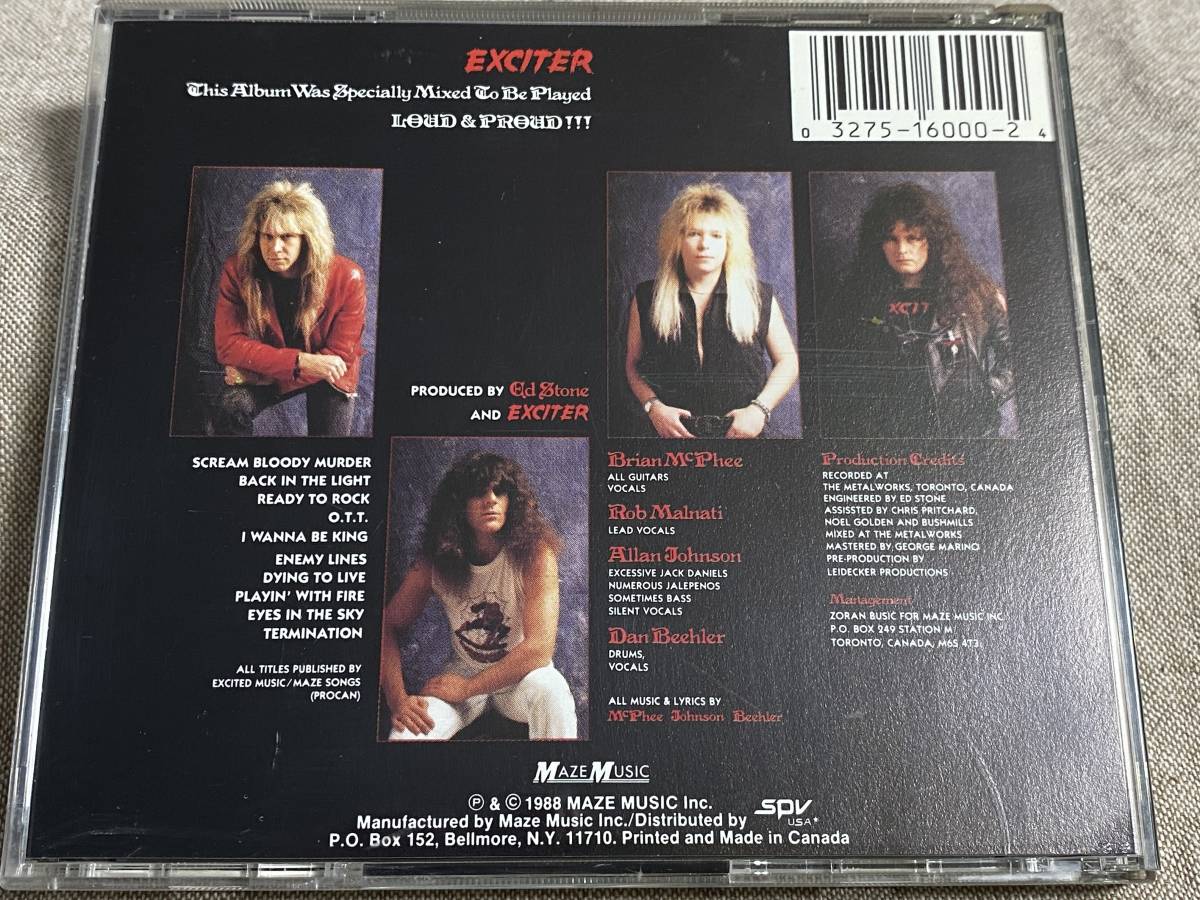 EXCITER
This Album Was Specially Mixed To Be Played
LOUD & PROUD!!!
0 3275-16000-2 4
EXCIT
PRODUCED BY Ed Stone
AND EXCITER
SCREAM BLOODY MURDER
BACK IN THE LIGHT
READY TO ROCK
O.T.T.
I WANNA BE KING
ENEMY LINES
DYING TO LIVE
PLAYIN' WITH FIRE
EYES IN THE SKY
TERMINATION
ALL TITLES PUBLISHED BY
EXCITED MUSIC/MAZE SONGS
(PROCAN)
Brian McPhee
ALL GUITARS
VOCALS
Rob Malnati
LEAD VOCALS
Allan Johnson
EXCESSIVE JACK DANIELS
NUMEROUS JALEPENOS
SOMETIMES BASS
SILENT VOCALS
Dan Beehler
DRUMS,
VOCALS
ALL MUSIC & LYRICS BY
McPhee Johnson Beehler
Production Credits
RECORDED AT
THE METALWORKS, TORONTO, CANADA
ENGINEERED BY ED STONE
ASSISSTED BY CHRIS PRITCHARD,
NOEL GOLDEN AND BUSHMILLS
MIXED AT THE METALWORKS
MASTERED BY GEORGE MARINO
PRE-PRODUCTION BY
LEIDECKER PRODUCTIONS
Management
ZORAN BUSIC FOR MAZE MUSIC INC.
P.O. BOX 249 STATION M
TORONTO, CANADA, M6S 4T3
MAZE MUSIC
℗ & © 1988 MAZE MUSIC Inc.
Manufactured by Maze Music Inc./Distributed by SPV USA*
P.O. Box 152, Bellmore, N.Y. 11710. Printed and Made in Canada